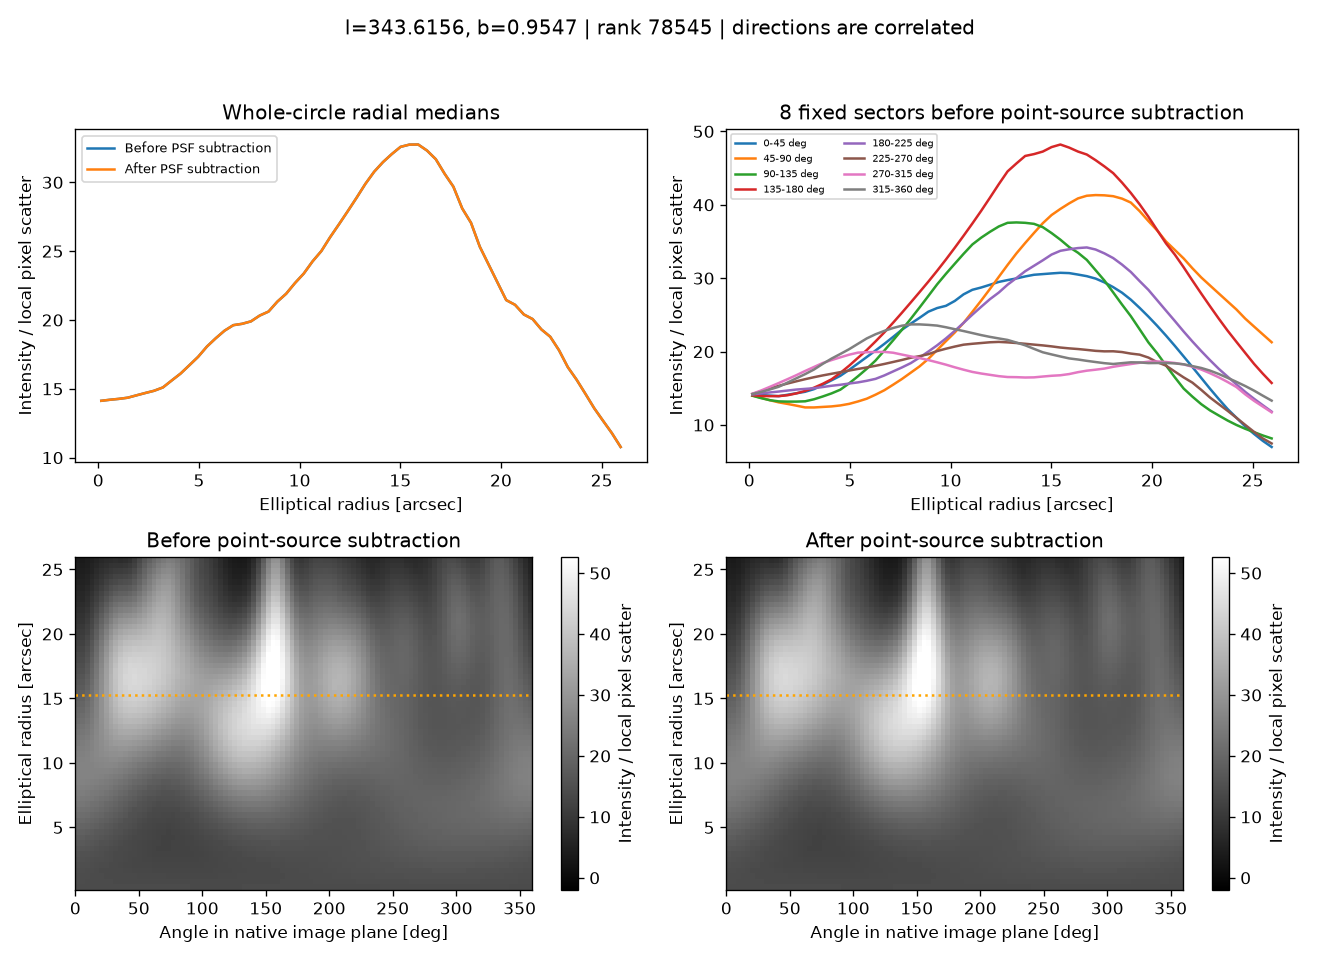 l=343.6156, b=0.9547 | rank 78545 | directions are correlated
Whole-circle radial medians
Before PSF subtraction
After PSF subtraction
Intensity / local pixel scatter
30
25
20
15
10
0 5 10 15 20 25
Elliptical radius [arcsec]
8 fixed sectors before point-source subtraction
0-45 deg
45-90 deg
90-135 deg
135-180 deg
180-225 deg
225-270 deg
270-315 deg
315-360 deg
Intensity / local pixel scatter
50
40
30
20
10
0 5 10 15 20 25
Elliptical radius [arcsec]
Before point-source subtraction
Elliptical radius [arcsec]
25
20
15
10
5
0 50 100 150 200 250 300 350
Angle in native image plane [deg]
50
40
30
20
10
0
Intensity / local pixel scatter
After point-source subtraction
Elliptical radius [arcsec]
25
20
15
10
5
0 50 100 150 200 250 300 350
Angle in native image plane [deg]
50
40
30
20
10
0
Intensity / local pixel scatter